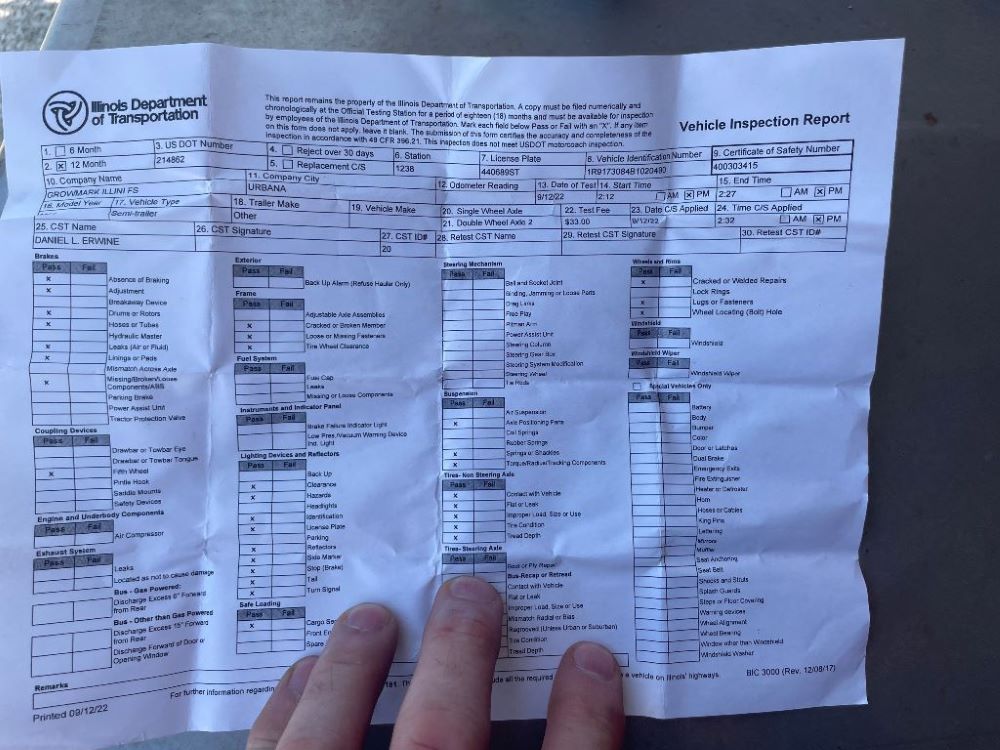 Illinois Department
of Transportation
This report remains the property of the Illinois Department of Transportation. A copy must be filed numerically and
chronologically at the Official Testing Station for a period of eighteen (18) months and must be available for inspection
by employees of the Illinois Department of Transportation. Mark each field below Pass or Fail with an "X". If any item
on this form does not apply, leave it blank. The submission of this form certifies the accuracy and completeness of the
inspection in accordance with 49 CFR 396.21. This inspection does not meet USDOT motorcoach inspection.
Vehicle Inspection Report
1. 6 Month
2. x 12 Month
3. US DOT Number
214862
4. Reject over 30 days
5. Replacement C/S
6. Station
1238
7. License Plate
440689ST
8. Vehicle Identification Number
1R9173084B1020490
9. Certificate of Safety Number
400303415
10. Company Name
GROWMARK ILLINI FS
11. Company City
URBANA
12. Odometer Reading
13. Date of Test
9/12/22
14. Start Time
2:12 AM x PM
15. End Time
2:27 AM x PM
16. Model Year
17. Vehicle Type
Semi-trailer
18. Trailer Make
Other
19. Vehicle Make
20. Single Wheel Axle
21. Double Wheel Axle 2
22. Test Fee
$33.00
23. Date C/S Applied
9/12/22
24. Time C/S Applied
2:32 AM x PM
25. CST Name
DANIEL L. ERWINE
26. CST Signature
27. CST ID#
20
28. Retest CST Name
29. Retest CST Signature
30. Retest CST ID#
Brakes
Pass Fail
x Absence of Braking
x Adjustment
Breakaway Device
x Drums or Rotors
x Hoses or Tubes
Hydraulic Master
x Leaks (Air or Fluid)
x Linings or Pads
Mismatch Across Axle
x Missing/Broken/Loose
Components/ABS
Parking Brake
Power Assist Unit
Tractor Protection Valve
Coupling Devices
Pass Fail
Drawbar or Towbar Eye
Drawbar or Towbar Tongue
x Fifth Wheel
Pintle Hook
Saddle Mounts
Safety Devices
Engine and Underbody Components
Pass Fail
Air Compressor
Exhaust System
Pass Fail
Leaks
Located as not to cause damage
Bus - Gas Powered:
Discharge Excess 6" Forward
from Rear
Bus - Other than Gas Powered
Discharge Excess 15" Forward
from Rear
Discharge Forward of Door or
Opening Window
Remarks
Exterior
Pass Fail
Back Up Alarm (Refuse Hauler Only)
Frame
Pass Fail
Adjustable Axle Assemblies
x Cracked or Broken Member
x Loose or Missing Fasteners
x Tire Wheel Clearance
Fuel System
Pass Fail
Fuel Cap
Leaks
Missing or Loose Components
Instruments and Indicator Panel
Pass Fail
Brake Failure Indicator Light
Low Pres./Vacuum Warning Device
Ind. Light
Lighting Devices and Reflectors
Pass Fail
Back Up
x Clearance
x Hazards
Headlights
x Identification
x License Plate
Parking
x Reflectors
x Side Marker
x Stop (Brake)
x Tail
x Turn Signal
Safe Loading
Pass Fail
x Cargo
Front
Spare
Steering Mechanism
Pass Fail
Ball and Socket Joint
Binding, Jamming or Loose Parts
Drag Links
Free Play
Pitman Arm
Power Assist Unit
Steering Column
Steering Gear Box
Steering System Modification
Steering Wheel
Tie Rods
Suspension
Pass Fail
Air Suspension
x Axle Positioning Parts
Coil Springs
Rubber Springs
x Springs or Shackles
x Torque/Radius/Tracking Components
Tires- Non Steering Axle
Pass Fail
x Contact with Vehicle
x Flat or Leak
x Improper Load, Size or Use
x Tire Condition
x Tread Depth
Tires- Steering Axle
Pass Fail
Boot or Ply Repair
Bus-Recap or Retread
Contact with Vehicle
Flat or Leak
Improper Load, Size or Use
Mismatch Radial or Bias
Regrooved (Unless Urban or Suburban)
Tire Condition
Tread Depth
Wheels and Rims
Pass Fail
x Cracked or Welded Repairs
Lock Rings
x Lugs or Fasteners
x Wheel Locating (Bolt) Hole
Windshield
Pass Fail
Windshield
Windshield Wiper
Pass Fail
Windshield Wiper
Special Vehicles Only
Pass Fail
Battery
Body
Bumper
Color
Door or Latches
Dual Brake
Emergency Exits
Fire Extinguisher
Heater or Defroster
Horn
Hoses or Cables
King Pins
Lettering
Mirrors
Muffler
Seat Anchoring
Seat Belt
Shocks and Struts
Splash Guards
Steps or Floor Covering
Warning devices
Wheel Alignment
Wheel Bearing
Window other than Windshield
Windshield Washer
For further information all the required a vehicle on Illinois' highways.
BIC 3000 (Rev. 12/08/17)
Printed 09/12/22